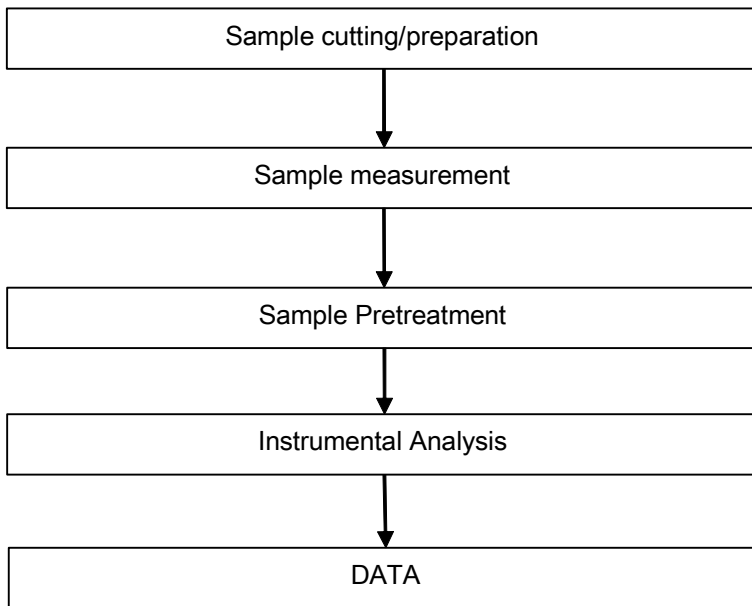 Sample cutting/preparation
Sample measurement
Sample Pretreatment
Instrumental Analysis
DATA